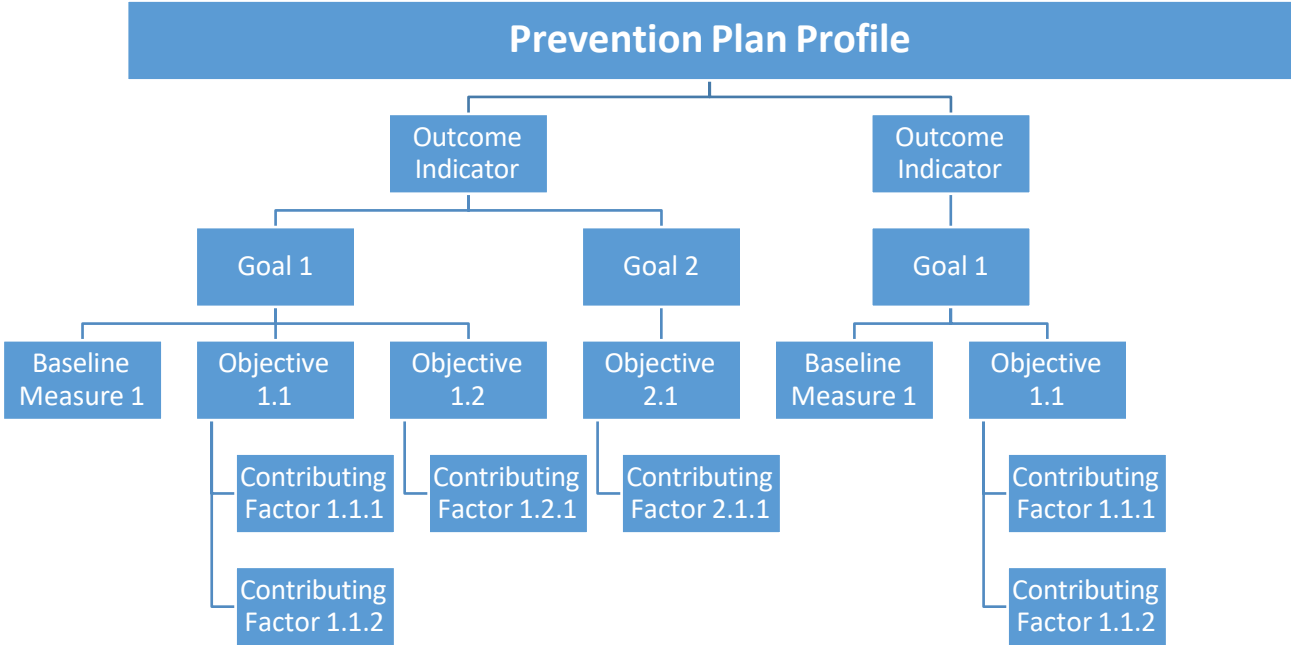 Prevention Plan Profile
Outcome
Indicator
Outcome
Indicator
Goal 1
Goal 2
Goal 1
Baseline
Measure 1
Objective
1.1
Objective
1.2
Objective
2.1
Baseline
Measure 1
Objective
1.1
Contributing
Factor 1.1.1
Contributing
Factor 1.2.1
Contributing
Factor 2.1.1
Contributing
Factor 1.1.1
Contributing
Factor 1.1.2
Contributing
Factor 1.1.2